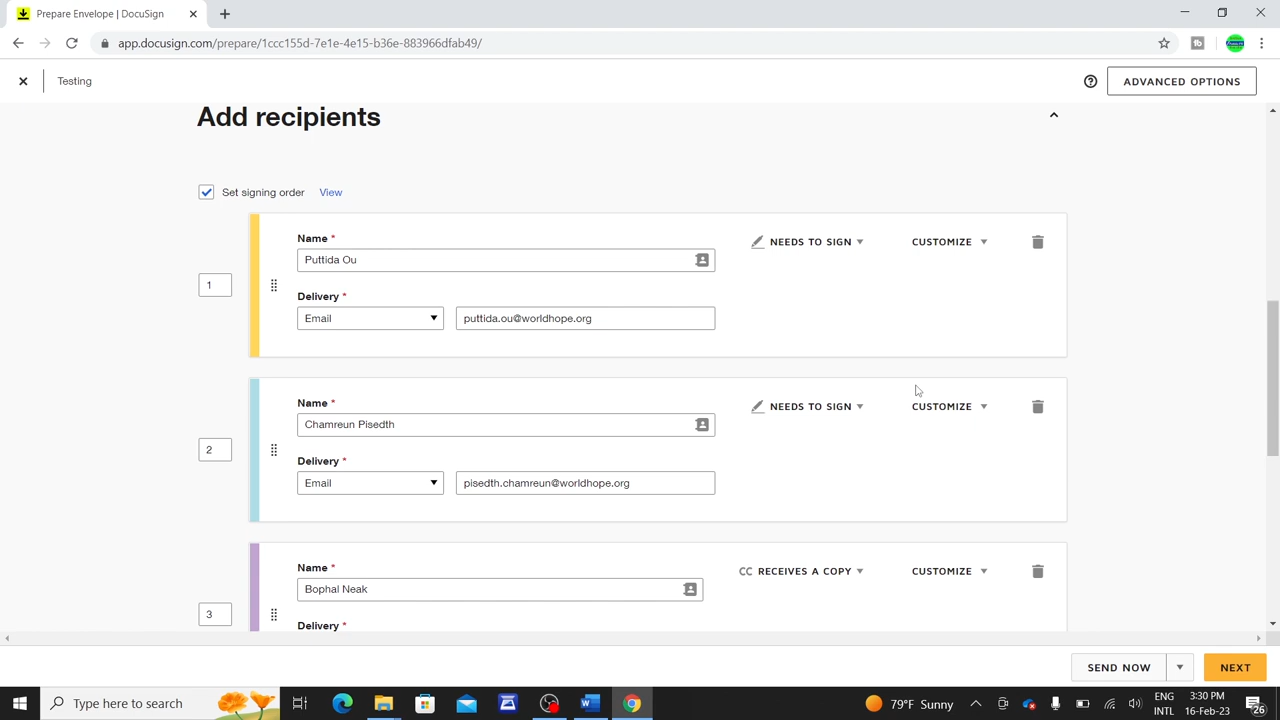 Prepare Envelope | DocuSign
app.docusign.com/prepare/1ccc155d-7e1e-4e15-b36e-883966dfab49/
Testing
ADVANCED OPTIONS
Add recipients
Set signing order View
Name *
NEEDS TO SIGN CUSTOMIZE
Puttida Ou
1
Delivery *
Email puttida.ou@worldhope.org
Name *
NEEDS TO SIGN CUSTOMIZE
Chamreun Pisedth
2
Delivery *
Email pisedth.chamreun@worldhope.org
Name *
CC RECEIVES A COPY CUSTOMIZE
Bophal Neak
3
Delivery *
SEND NOW NEXT
Type here to search
79°F Sunny
ENG
INTL
3:30 PM
16-Feb-23
26